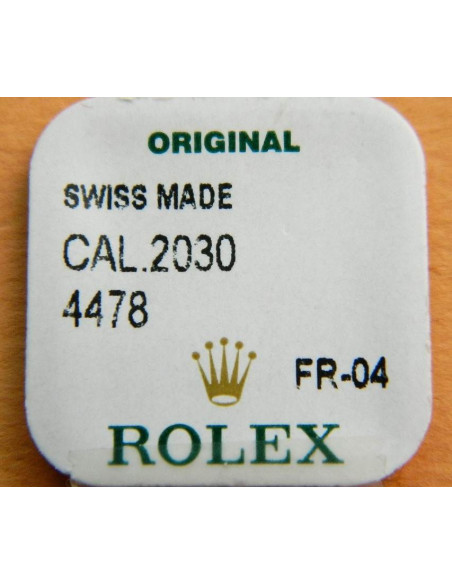 ORIGINAL
SWISS MADE
CAL.2030
4478
FR-04
ROLEX